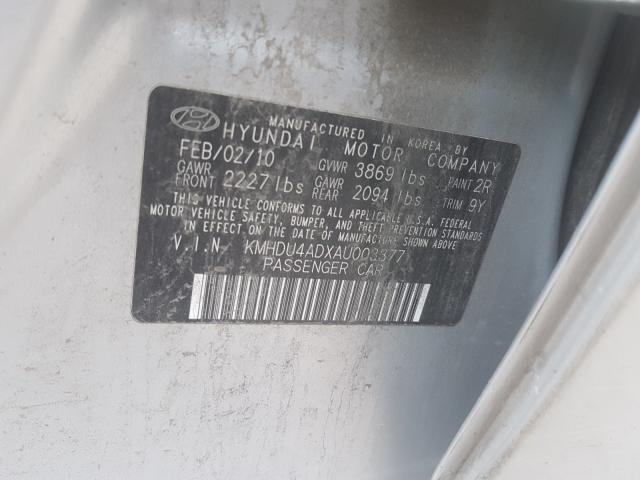 MANUFACTURED IN KOREA BY
HYUNDAI MOTOR COMPANY
FEB/02/10 GVWR 3869 lbs PAINT 2R
GAWR FRONT 2227 lbs GAWR REAR 2094 lbs TRIM 9Y
THIS VEHICLE CONFORMS TO ALL APPLICABLE U.S.A. FEDERAL
MOTOR VEHICLE SAFETY, BUMPER, AND THEFT PREVENTION STANDARDS
IN EFFECT ON THE DATE OF MANUFACTURE SHOWN ABOVE
V.I.N. KMHDU4ADXAU003377
PASSENGER CAR